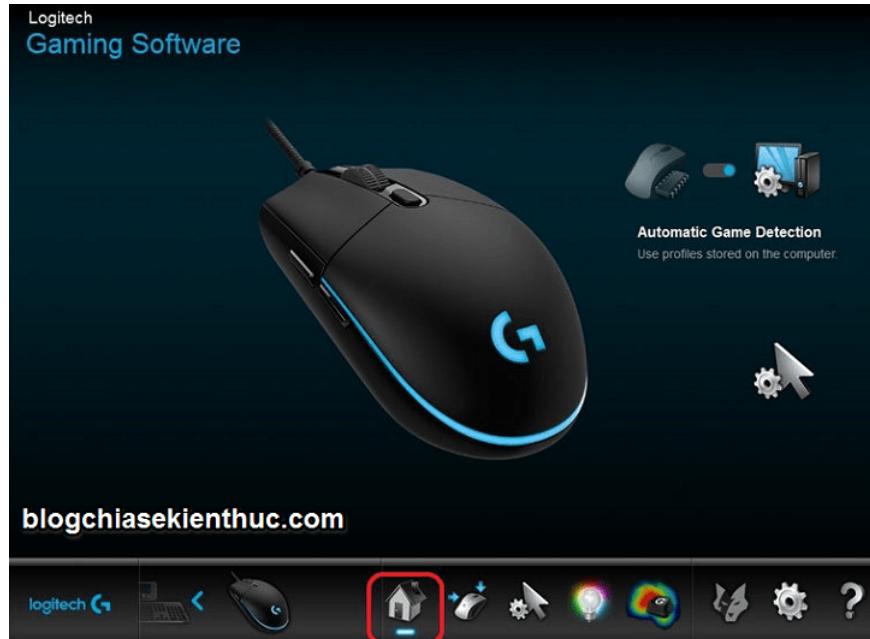 Logitech
Gaming Software
Automatic Game Detection
Use profiles stored on the computer.
blogchiasekienthuc.com
logitech G
?